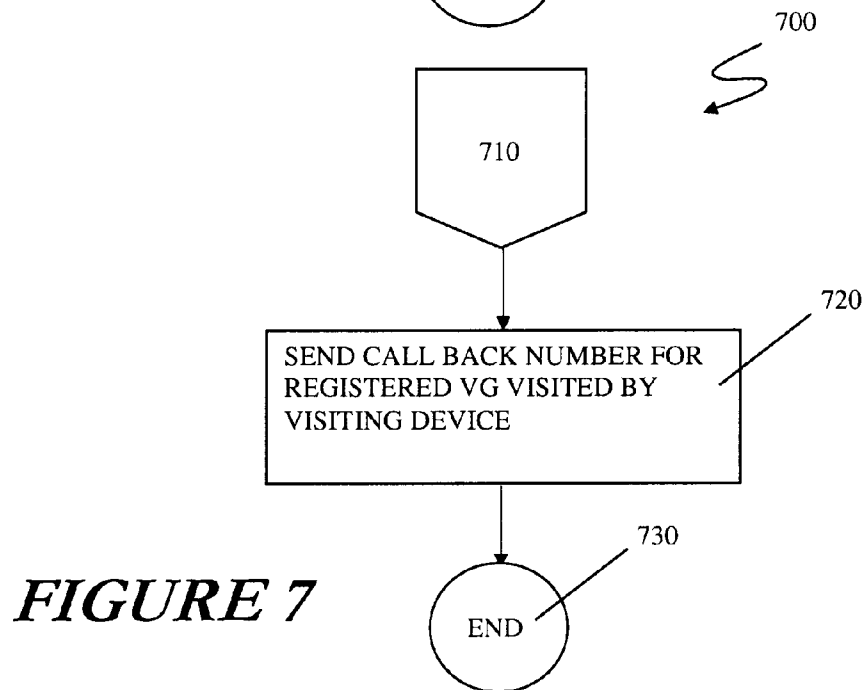 700
710
720
SEND CALL BACK NUMBER FOR
REGISTERED VG VISITED BY
VISITING DEVICE
730
END
FIGURE 7